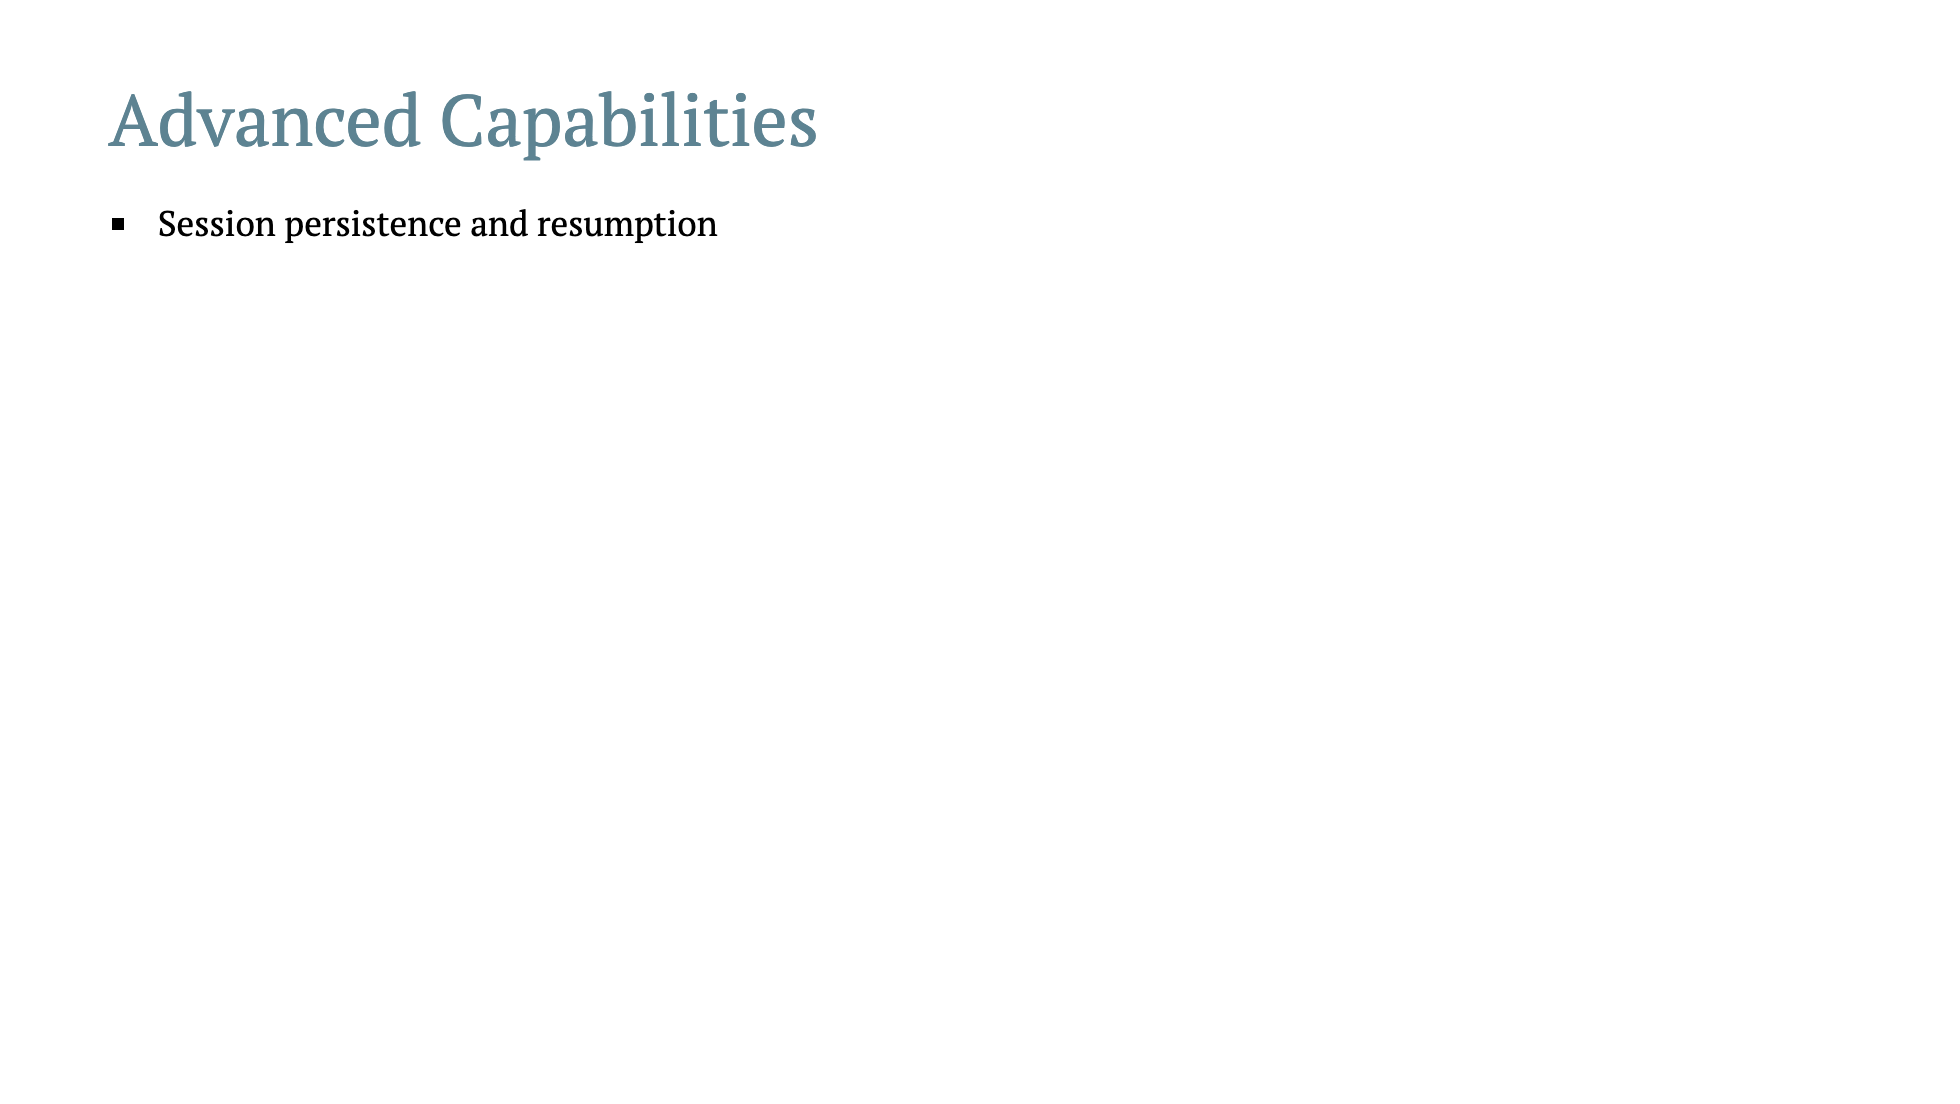 Advanced Capabilities
▪ Session persistence and resumption